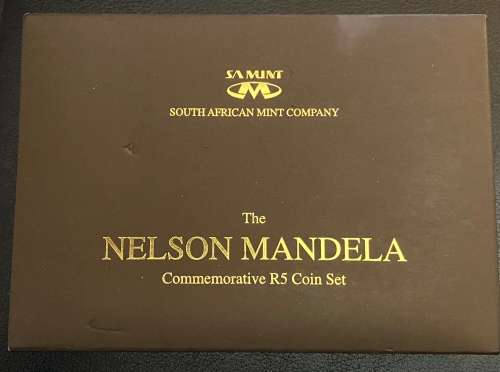 SA MINT
SOUTH AFRICAN MINT COMPANY
The
NELSON MANDELA
Commemorative R5 Coin Set